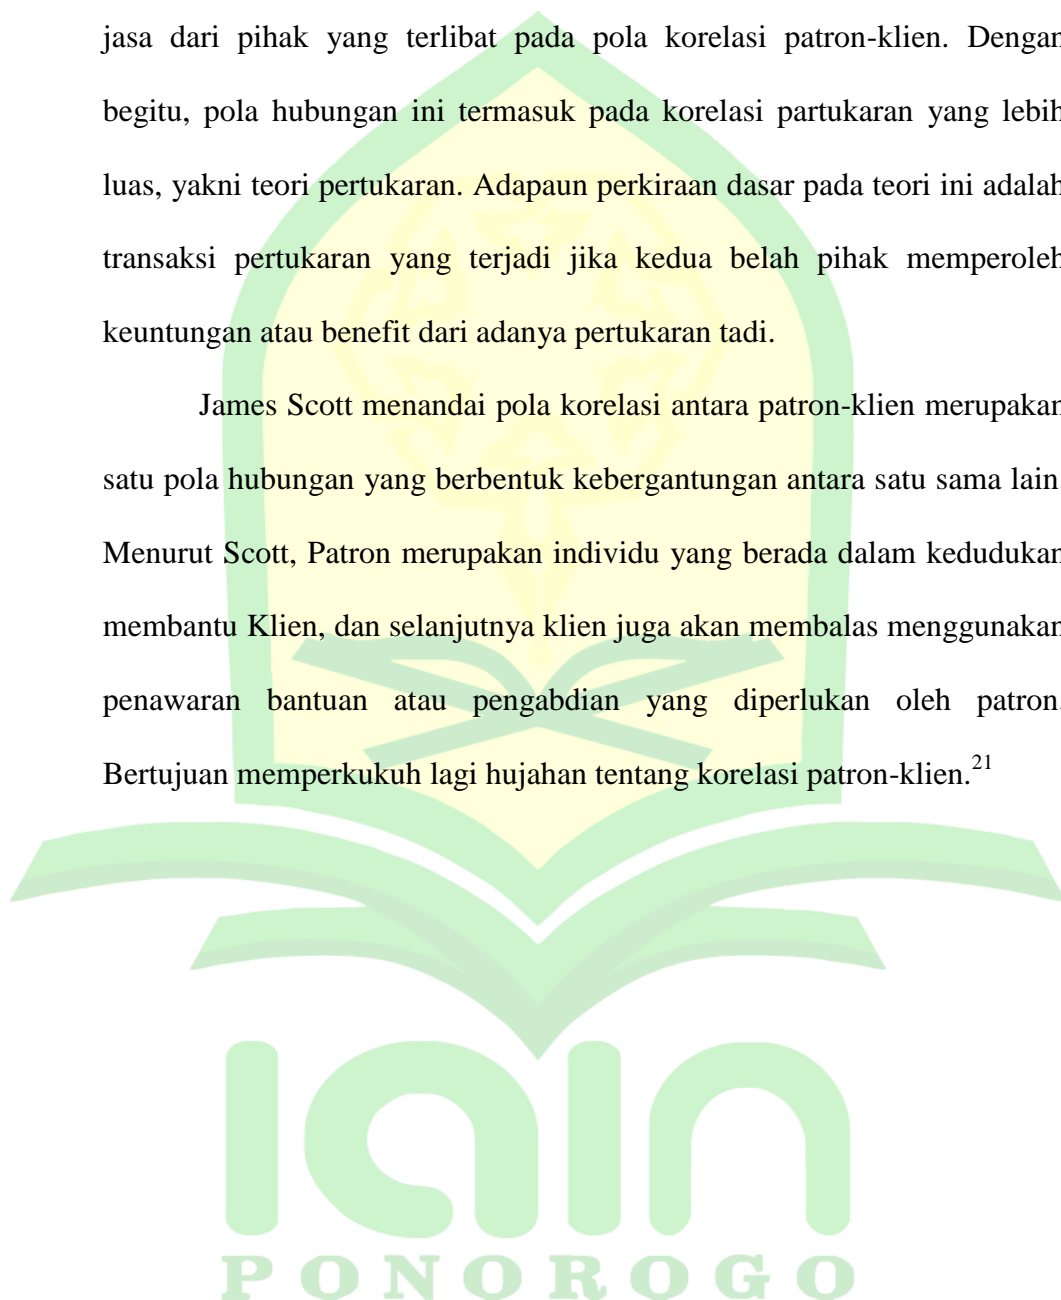 jasa dari pihak yang terlibat pada pola korelasi patron-klien. Dengan
begitu, pola hubungan ini termasuk pada korelasi partukaran yang lebih
luas, yakni teori pertukaran. Adapaun perkiraan dasar pada teori ini adalah
transaksi pertukaran yang terjadi jika kedua belah pihak memperoleh
keuntungan atau benefit dari adanya pertukaran tadi.
James Scott menandai pola korelasi antara patron-klien merupakan
satu pola hubungan yang berbentuk kebergantungan antara satu sama lain.
Menurut Scott, Patron merupakan individu yang berada dalam kedudukan
membantu Klien, dan selanjutnya klien juga akan membalas menggunakan
penawaran bantuan atau pengabdian yang diperlukan oleh patron.
Bertujuan memperkukuh lagi hujahan tentang korelasi patron-klien.21
iain
PONOROGO